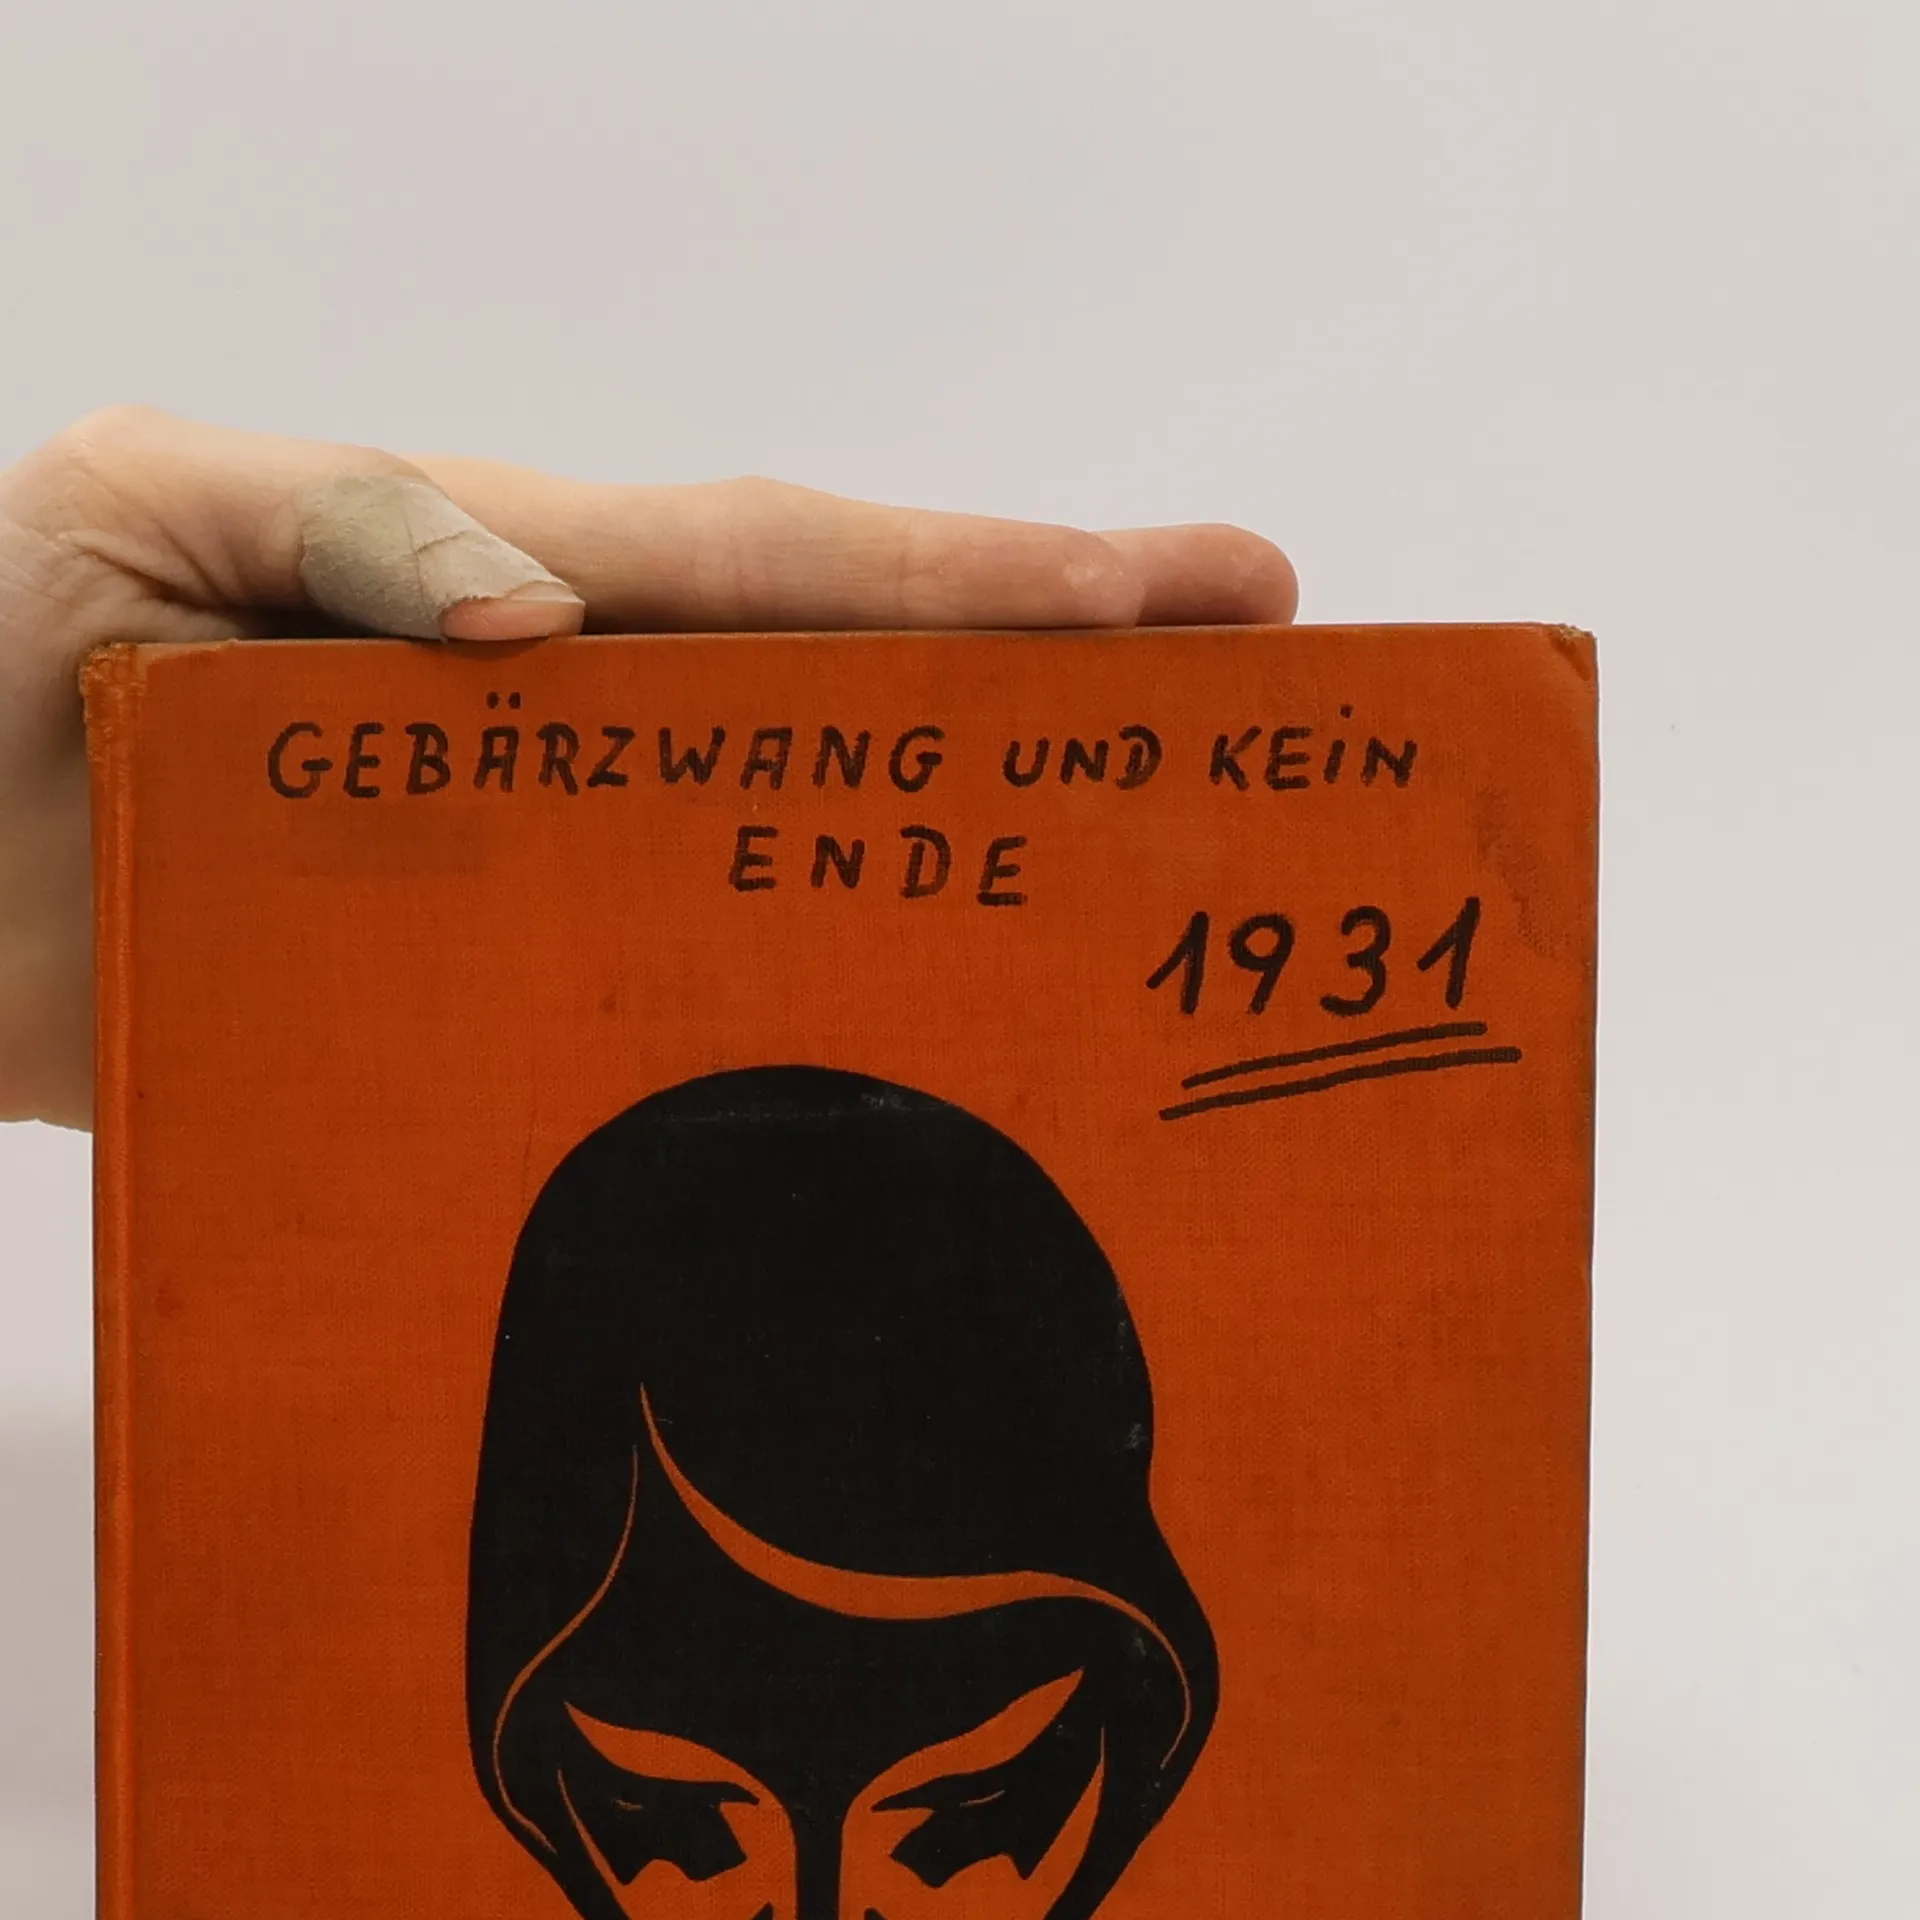 GEBÄRZWANG UND KEiN
ENDE
1931